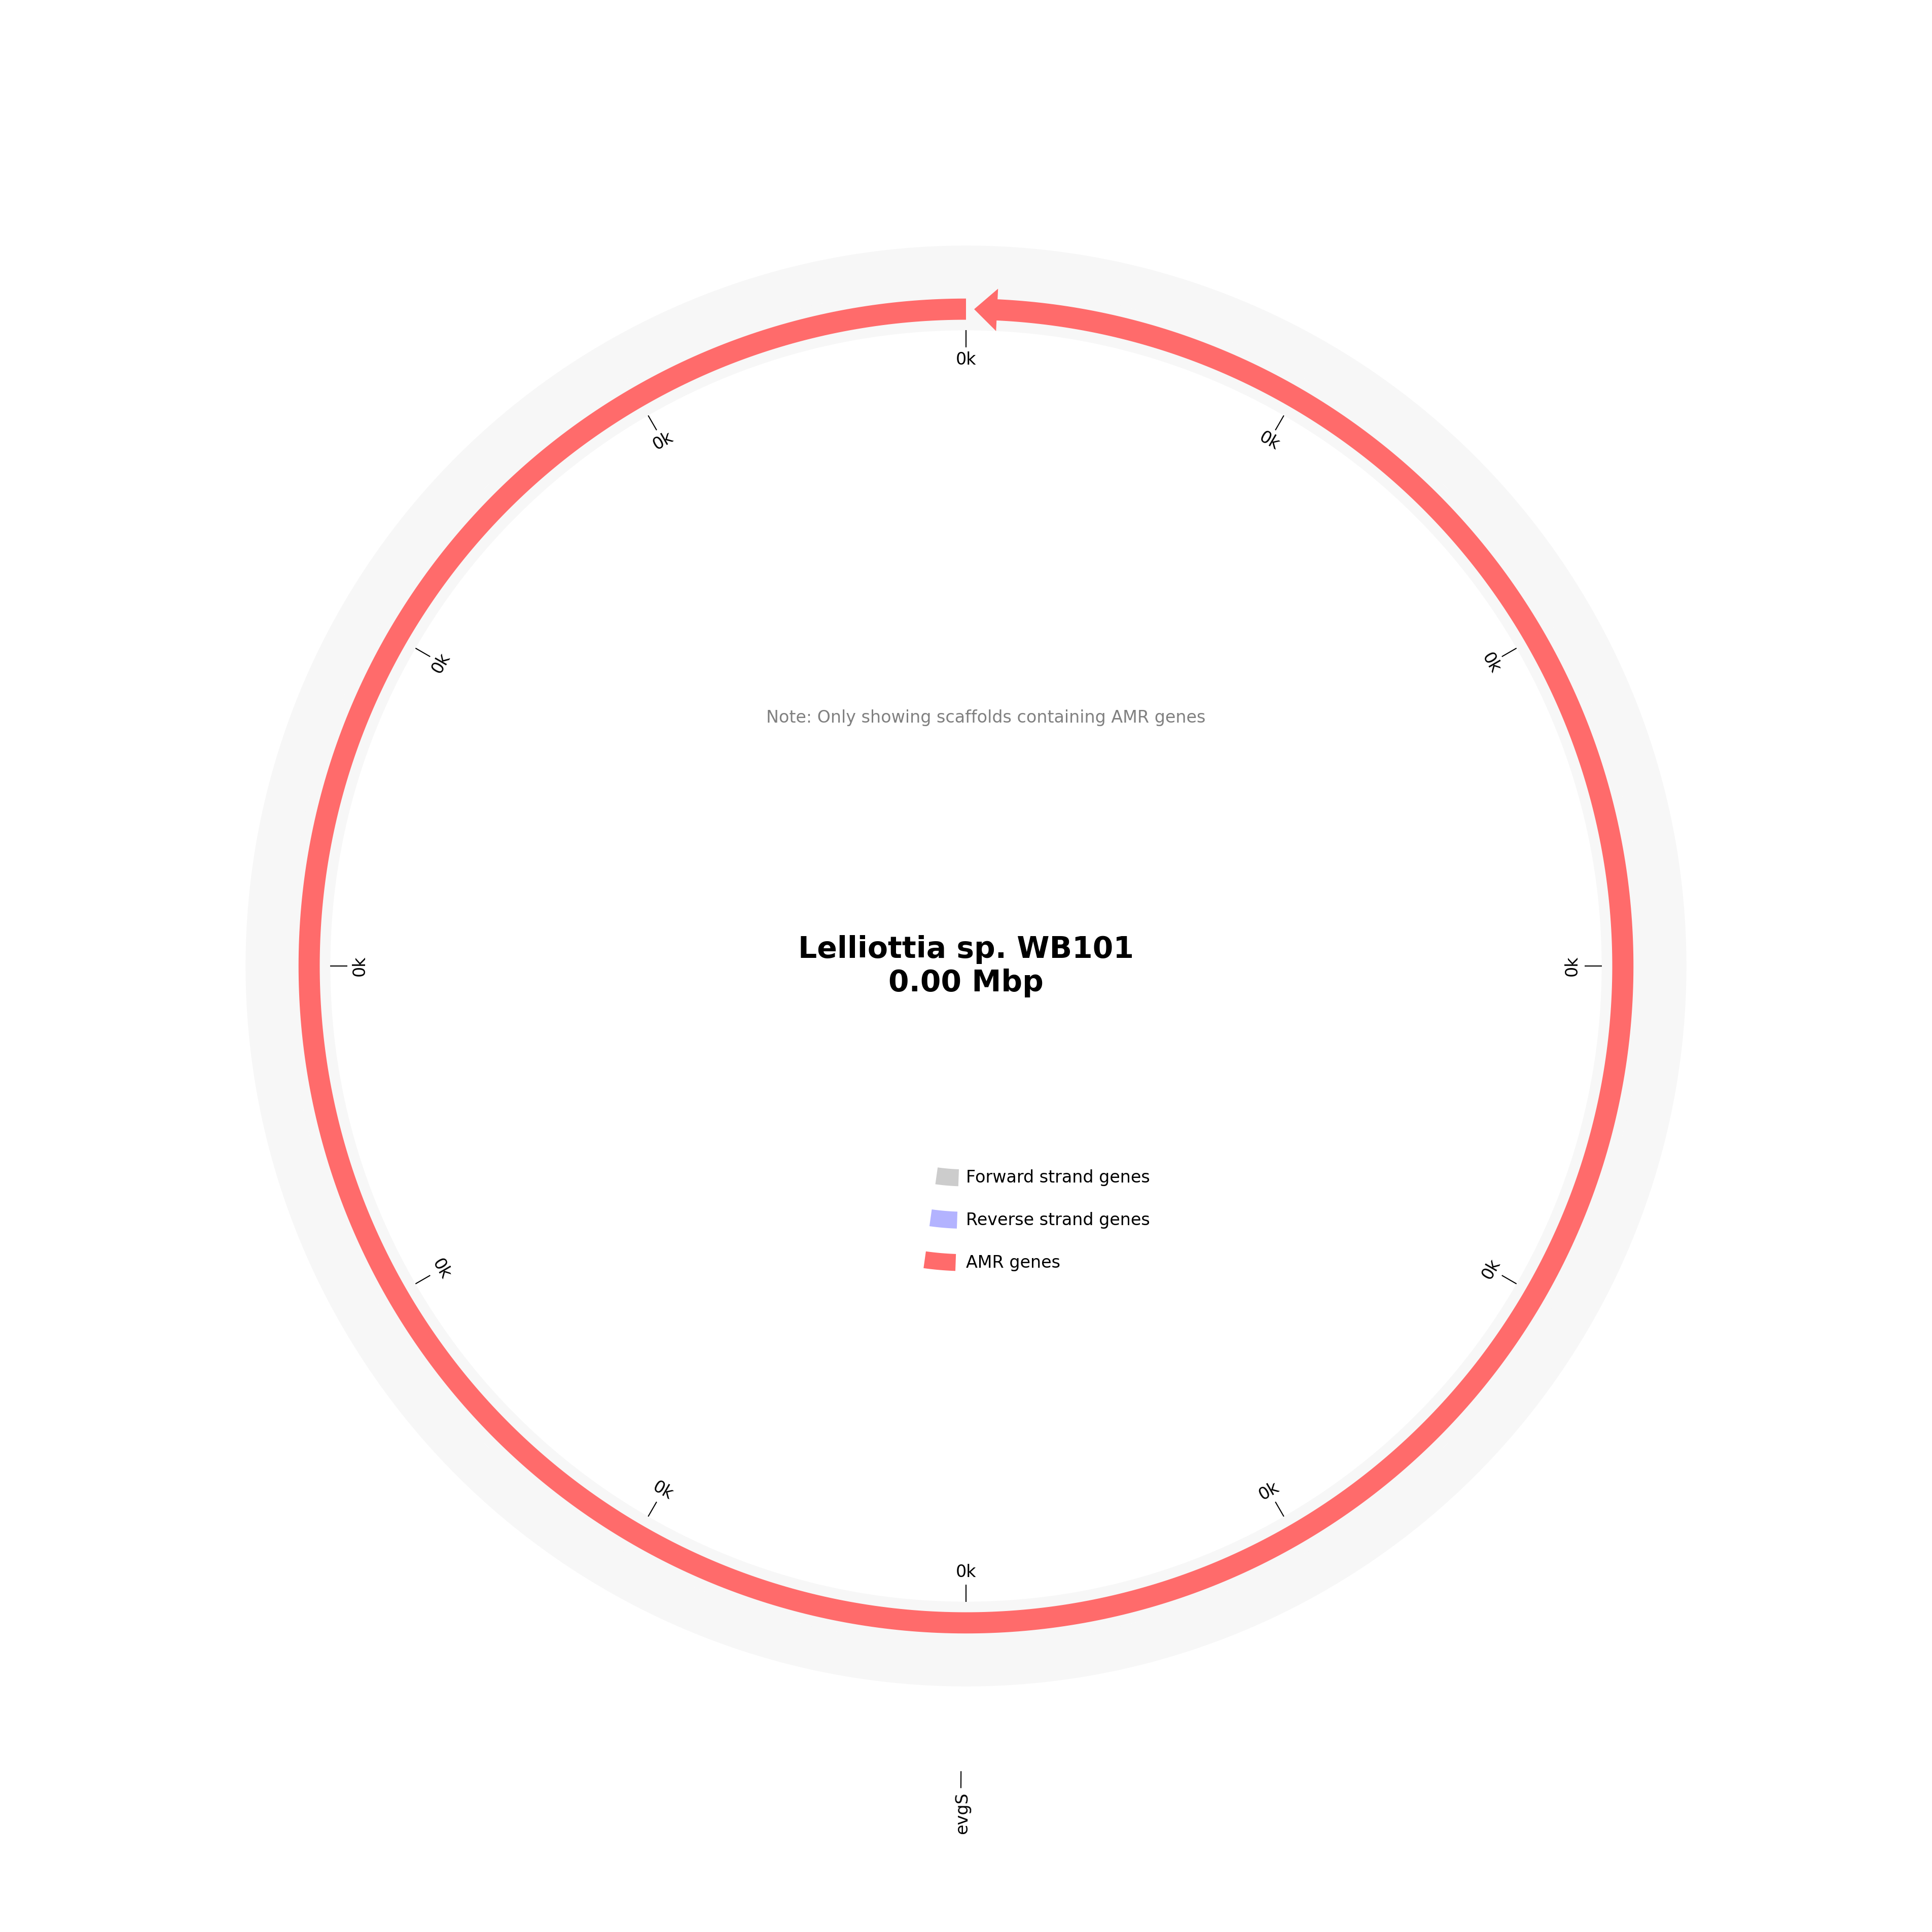 0k
0k
0k
0k
0k
Note: Only showing scaffolds containing AMR genes
Lelliottia sp. WB101
0.00 Mbp
0k
0k
Forward strand genes
Reverse strand genes
AMR genes
0k
0k
0k
0k
0k
evgS